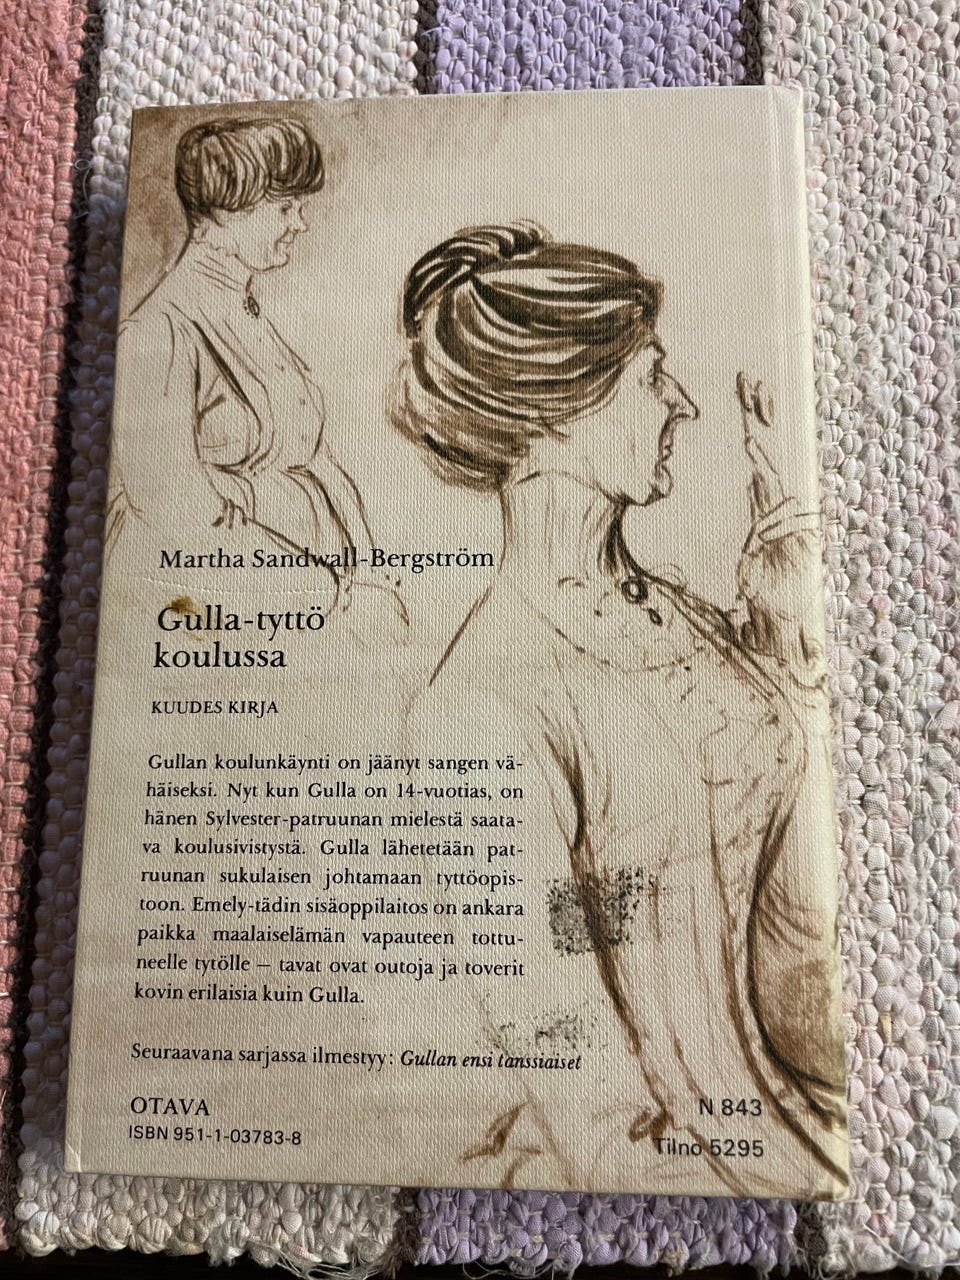 Martha Sandwall-Bergström
Gulla-tyttö
koulussa
KUUDES KIRJA
Gullan koulunkäynti on jäänyt sangen vä-
häiseksi. Nyt kun Gulla on 14-vuotias, on
hänen Sylvester-patruunan mielestä saata-
va koulusivistystä. Gulla lähetetään pat-
ruunan sukulaisen johtamaan tyttöopis-
toon. Emely-tädin sisäoppilaitos on ankara
paikka maalaiselämän vapauteen tottu-
neelle tytölle – tavat ovat outoja ja toverit
kovin erilaisia kuin Gulla.
Seuraavana sarjassa ilmestyy: Gullan ensi tanssiaiset
OTAVA
ISBN 951-1-03783-8
N 843
Tilno 5295